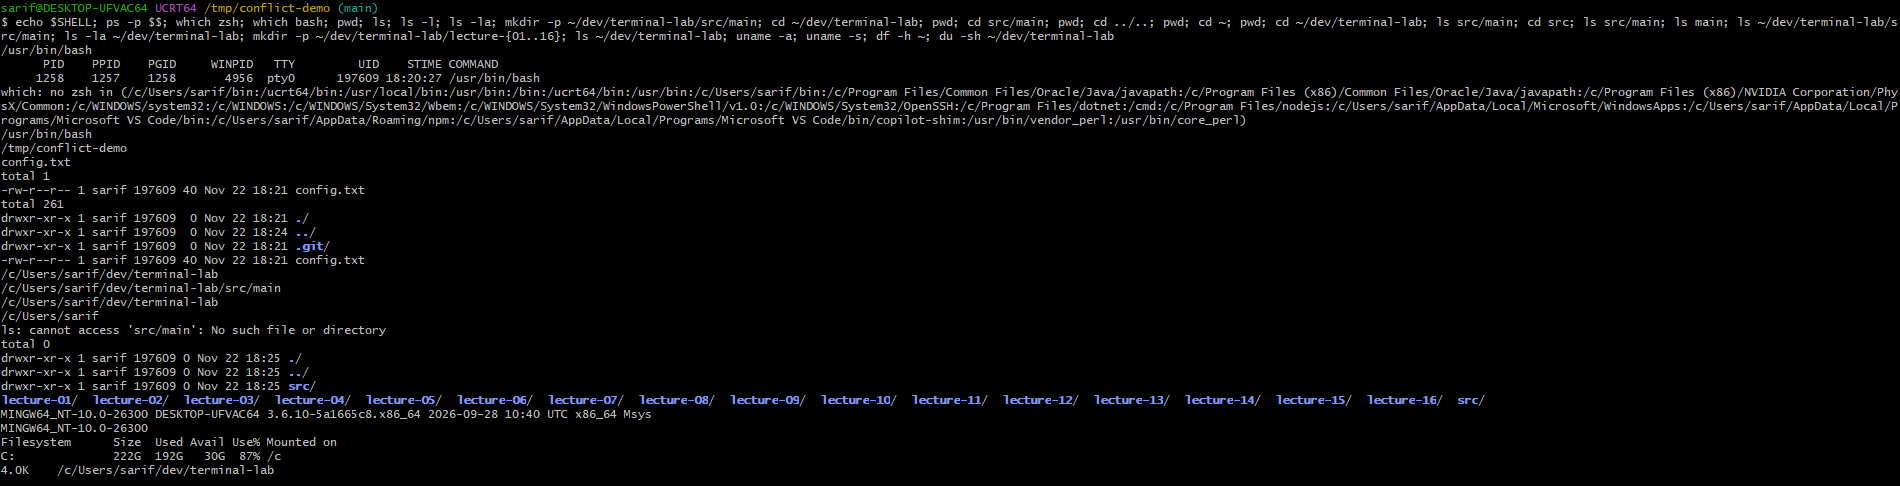 sarif@DESKTOP-UFVAC64 UCRT64 /tmp/conflict-demo (main)
$ echo $SHELL; ps -p $$; which zsh; which bash; pwd; ls; ls -l; ls -la; mkdir -p ~/dev/terminal-lab/src/main; cd ~/dev/terminal-lab; pwd; cd src/main; pwd; cd ../..; pwd; cd ~; pwd; cd ~/dev/terminal-lab; ls src/main; cd src; ls src/main; ls main; ls ~/dev/terminal-lab/s
rc/main; ls -la ~/dev/terminal-lab; mkdir -p ~/dev/terminal-lab/lecture-{01..16}; ls ~/dev/terminal-lab; uname -a; uname -s; df -h ~; du -sh ~/dev/terminal-lab
/usr/bin/bash
      PID    PPID    PGID     WINPID   TTY         UID    STIME COMMAND
     1258    1257    1258       4956  pty0      197609 18:20:27 /usr/bin/bash
which: no zsh in (/c/Users/sarif/bin:/ucrt64/bin:/usr/local/bin:/usr/bin:/bin:/ucrt64/bin:/usr/bin:/c/Users/sarif/bin:/c/Program Files/Common Files/Oracle/Java/javapath:/c/Program Files (x86)/Common Files/Oracle/Java/javapath:/c/Program Files (x86)/NVIDIA Corporation/Phy
sX/Common:/c/WINDOWS/system32:/c/WINDOWS:/c/WINDOWS/System32/Wbem:/c/WINDOWS/System32/WindowsPowerShell/v1.0:/c/WINDOWS/System32/OpenSSH:/c/Program Files/dotnet:/cmd:/c/Program Files/nodejs:/c/Users/sarif/AppData/Local/Microsoft/WindowsApps:/c/Users/sarif/AppData/Local/P
rograms/Microsoft VS Code/bin:/c/Users/sarif/AppData/Roaming/npm:/c/Users/sarif/AppData/Local/Programs/Microsoft VS Code/bin/copilot-shim:/usr/bin/vendor_perl:/usr/bin/core_perl)
/usr/bin/bash
/tmp/conflict-demo
config.txt
total 1
-rw-r--r-- 1 sarif 197609 40 Nov 22 18:21 config.txt
total 261
drwxr-xr-x 1 sarif 197609  0 Nov 22 18:21 ./
drwxr-xr-x 1 sarif 197609  0 Nov 22 18:24 ../
drwxr-xr-x 1 sarif 197609  0 Nov 22 18:21 .git/
-rw-r--r-- 1 sarif 197609 40 Nov 22 18:21 config.txt
/c/Users/sarif/dev/terminal-lab
/c/Users/sarif/dev/terminal-lab/src/main
/c/Users/sarif/dev/terminal-lab
/c/Users/sarif
ls: cannot access 'src/main': No such file or directory
total 0
drwxr-xr-x 1 sarif 197609 0 Nov 22 18:25 ./
drwxr-xr-x 1 sarif 197609 0 Nov 22 18:25 ../
drwxr-xr-x 1 sarif 197609 0 Nov 22 18:25 src/
lecture-01/  lecture-02/  lecture-03/  lecture-04/  lecture-05/  lecture-06/  lecture-07/  lecture-08/  lecture-09/  lecture-10/  lecture-11/  lecture-12/  lecture-13/  lecture-14/  lecture-15/  lecture-16/  src/
MINGW64_NT-10.0-26300 DESKTOP-UFVAC64 3.6.10-5a1665c8.x86_64 2026-09-28 10:40 UTC x86_64 Msys
MINGW64_NT-10.0-26300
Filesystem      Size  Used Avail Use% Mounted on
C:              222G  192G   30G  87% /c
4.0K    /c/Users/sarif/dev/terminal-lab